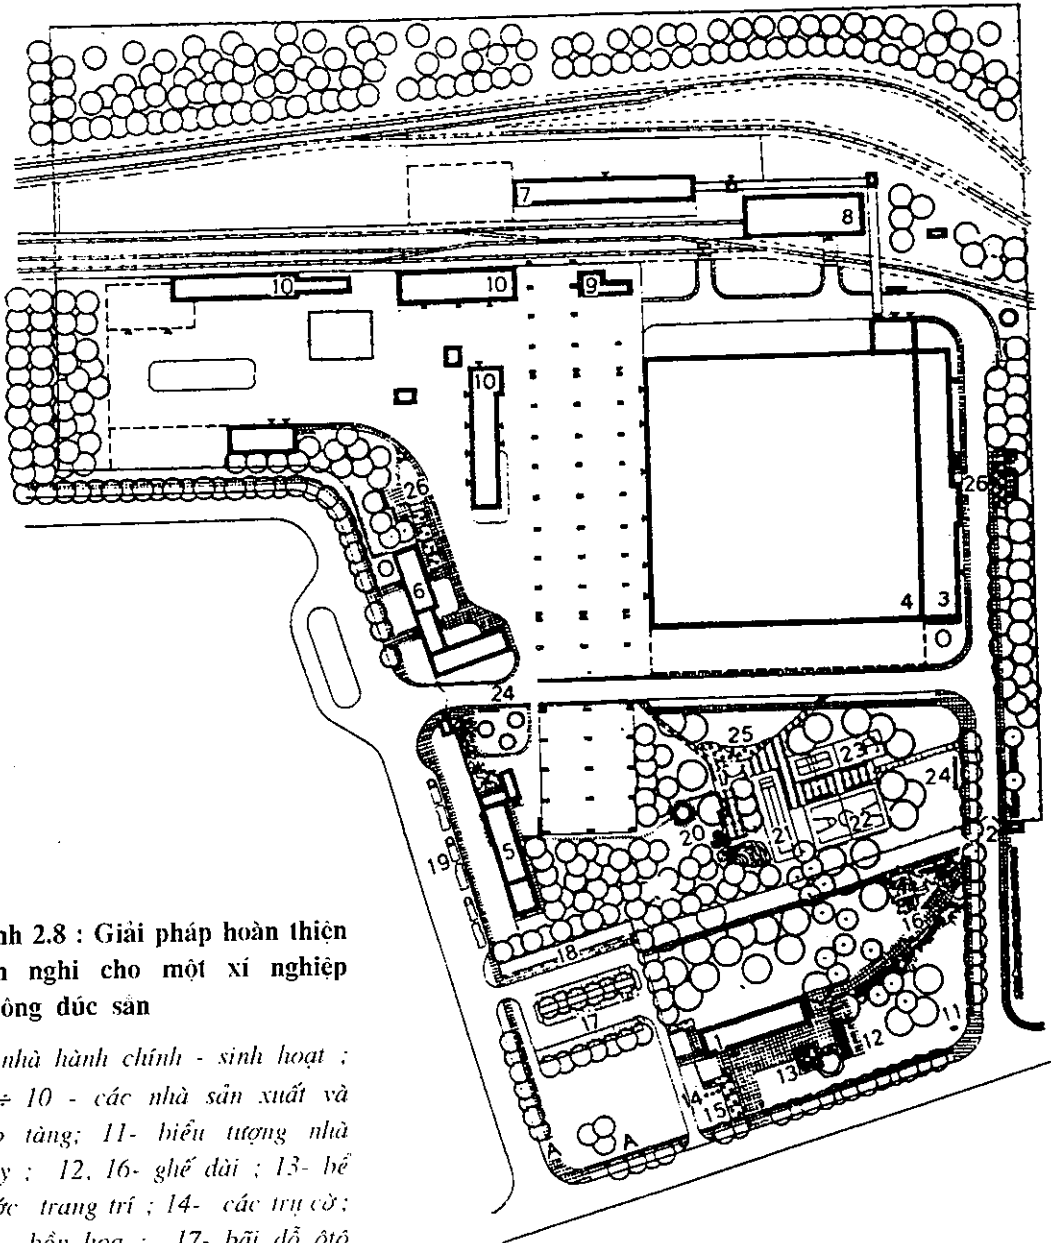 7
8
10
10
9
10
26
26
6
4 3
24
25
23
24
20
21
22
2
5
19
16
18
17
1
11
12
13
14
15
A
A
nh 2.8 : Giải pháp hoàn thiện
n nghi cho một xí nghiệp
ông đúc sẵn
nhà hành chính - sinh hoạt ;
÷ 10 - các nhà sản xuất và
tàng; 11- biểu tượng nhà
y ; 12, 16- ghế dài ; 13- bể
ớc trang trí ; 14- các trụ cờ;
bồn hoa ; 17- bãi đỗ ôtô